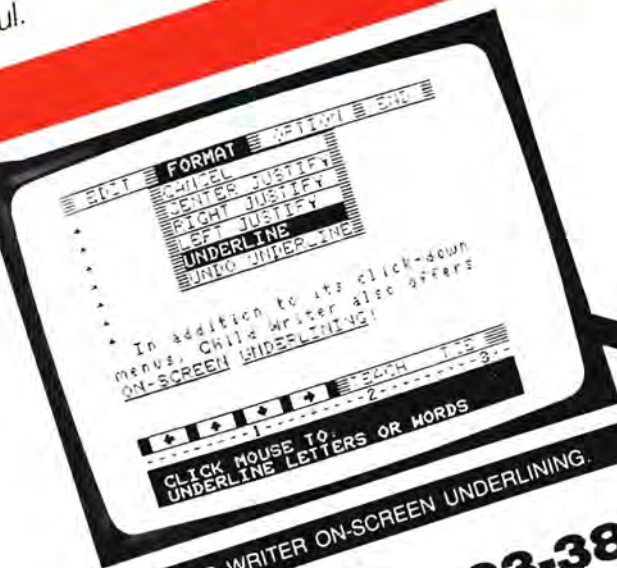 ul.
EDIT FORMAT OPTION END
CANCEL
CENTER JUSTIFY
RIGHT JUSTIFY
LEFT JUSTIFY
UNDERLINE
UNDO UNDERLINE
In addition to its click-down
menus, Child Writer also offers
ON-SCREEN UNDERLINING!
TEACH ICE
---------1---------2---------3--
CLICK MOUSE TO:
UNDERLINE LETTERS OR WORDS
WRITER ON-SCREEN UNDERLINING.